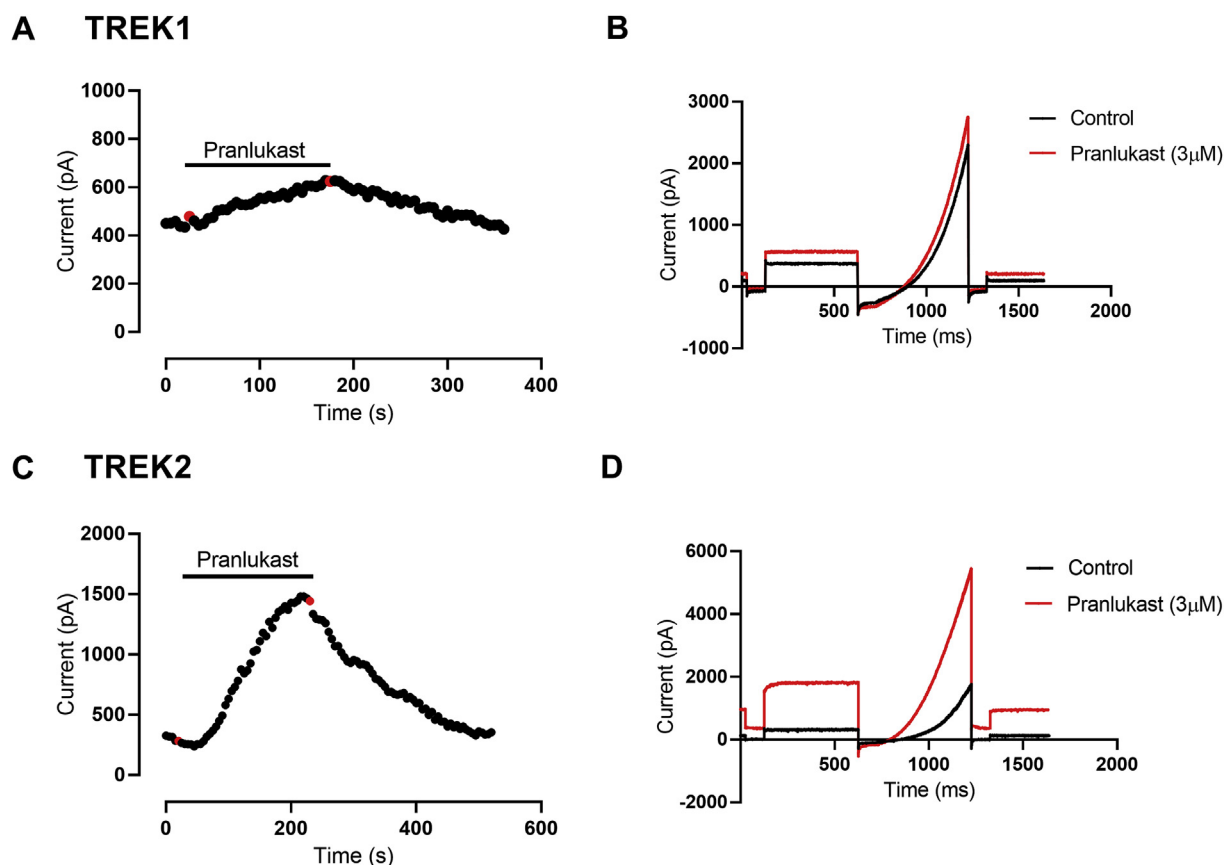 A TREK1
1000
800
600
400
200
0
Current (pA)
Pranlukast
0 100 200 300 400
Time (s)
B
3000
2000
1000
0
-1000
Current (pA)
500 1000 1500 2000
Time (ms)
Control
Pranlukast (3μM)
C TREK2
2000
1500
1000
500
0
Current (pA)
Pranlukast
0 200 400 600
Time (s)
D
6000
4000
2000
0
-2000
Current (pA)
500 1000 1500 2000
Time (ms)
Control
Pranlukast (3μM)